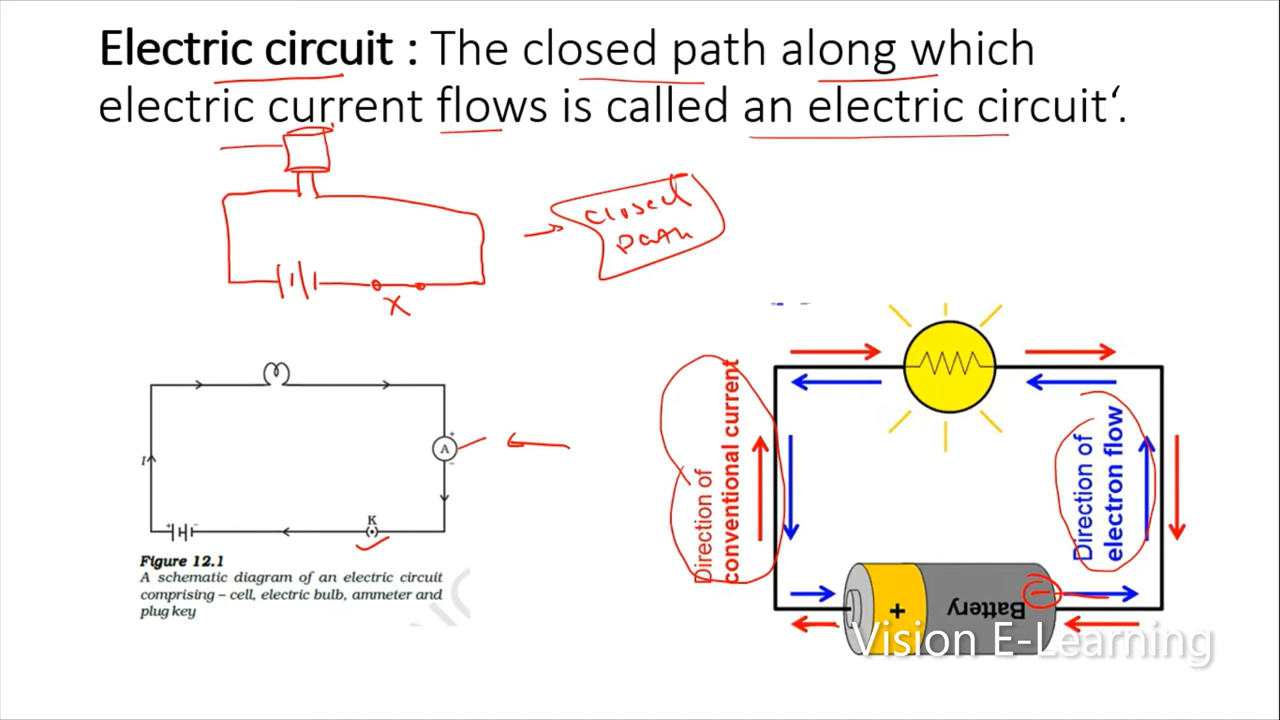 Electric circuit : The closed path along which
electric current flows is called an electric circuit‘.
closed
path
X
I
A
+
−
K
+
−
Figure 12.1
A schematic diagram of an electric circuit
comprising – cell, electric bulb, ammeter and
plug key
Direction of
conventional current
Direction of
electron flow
+
Battery
−
Vision E-Learning